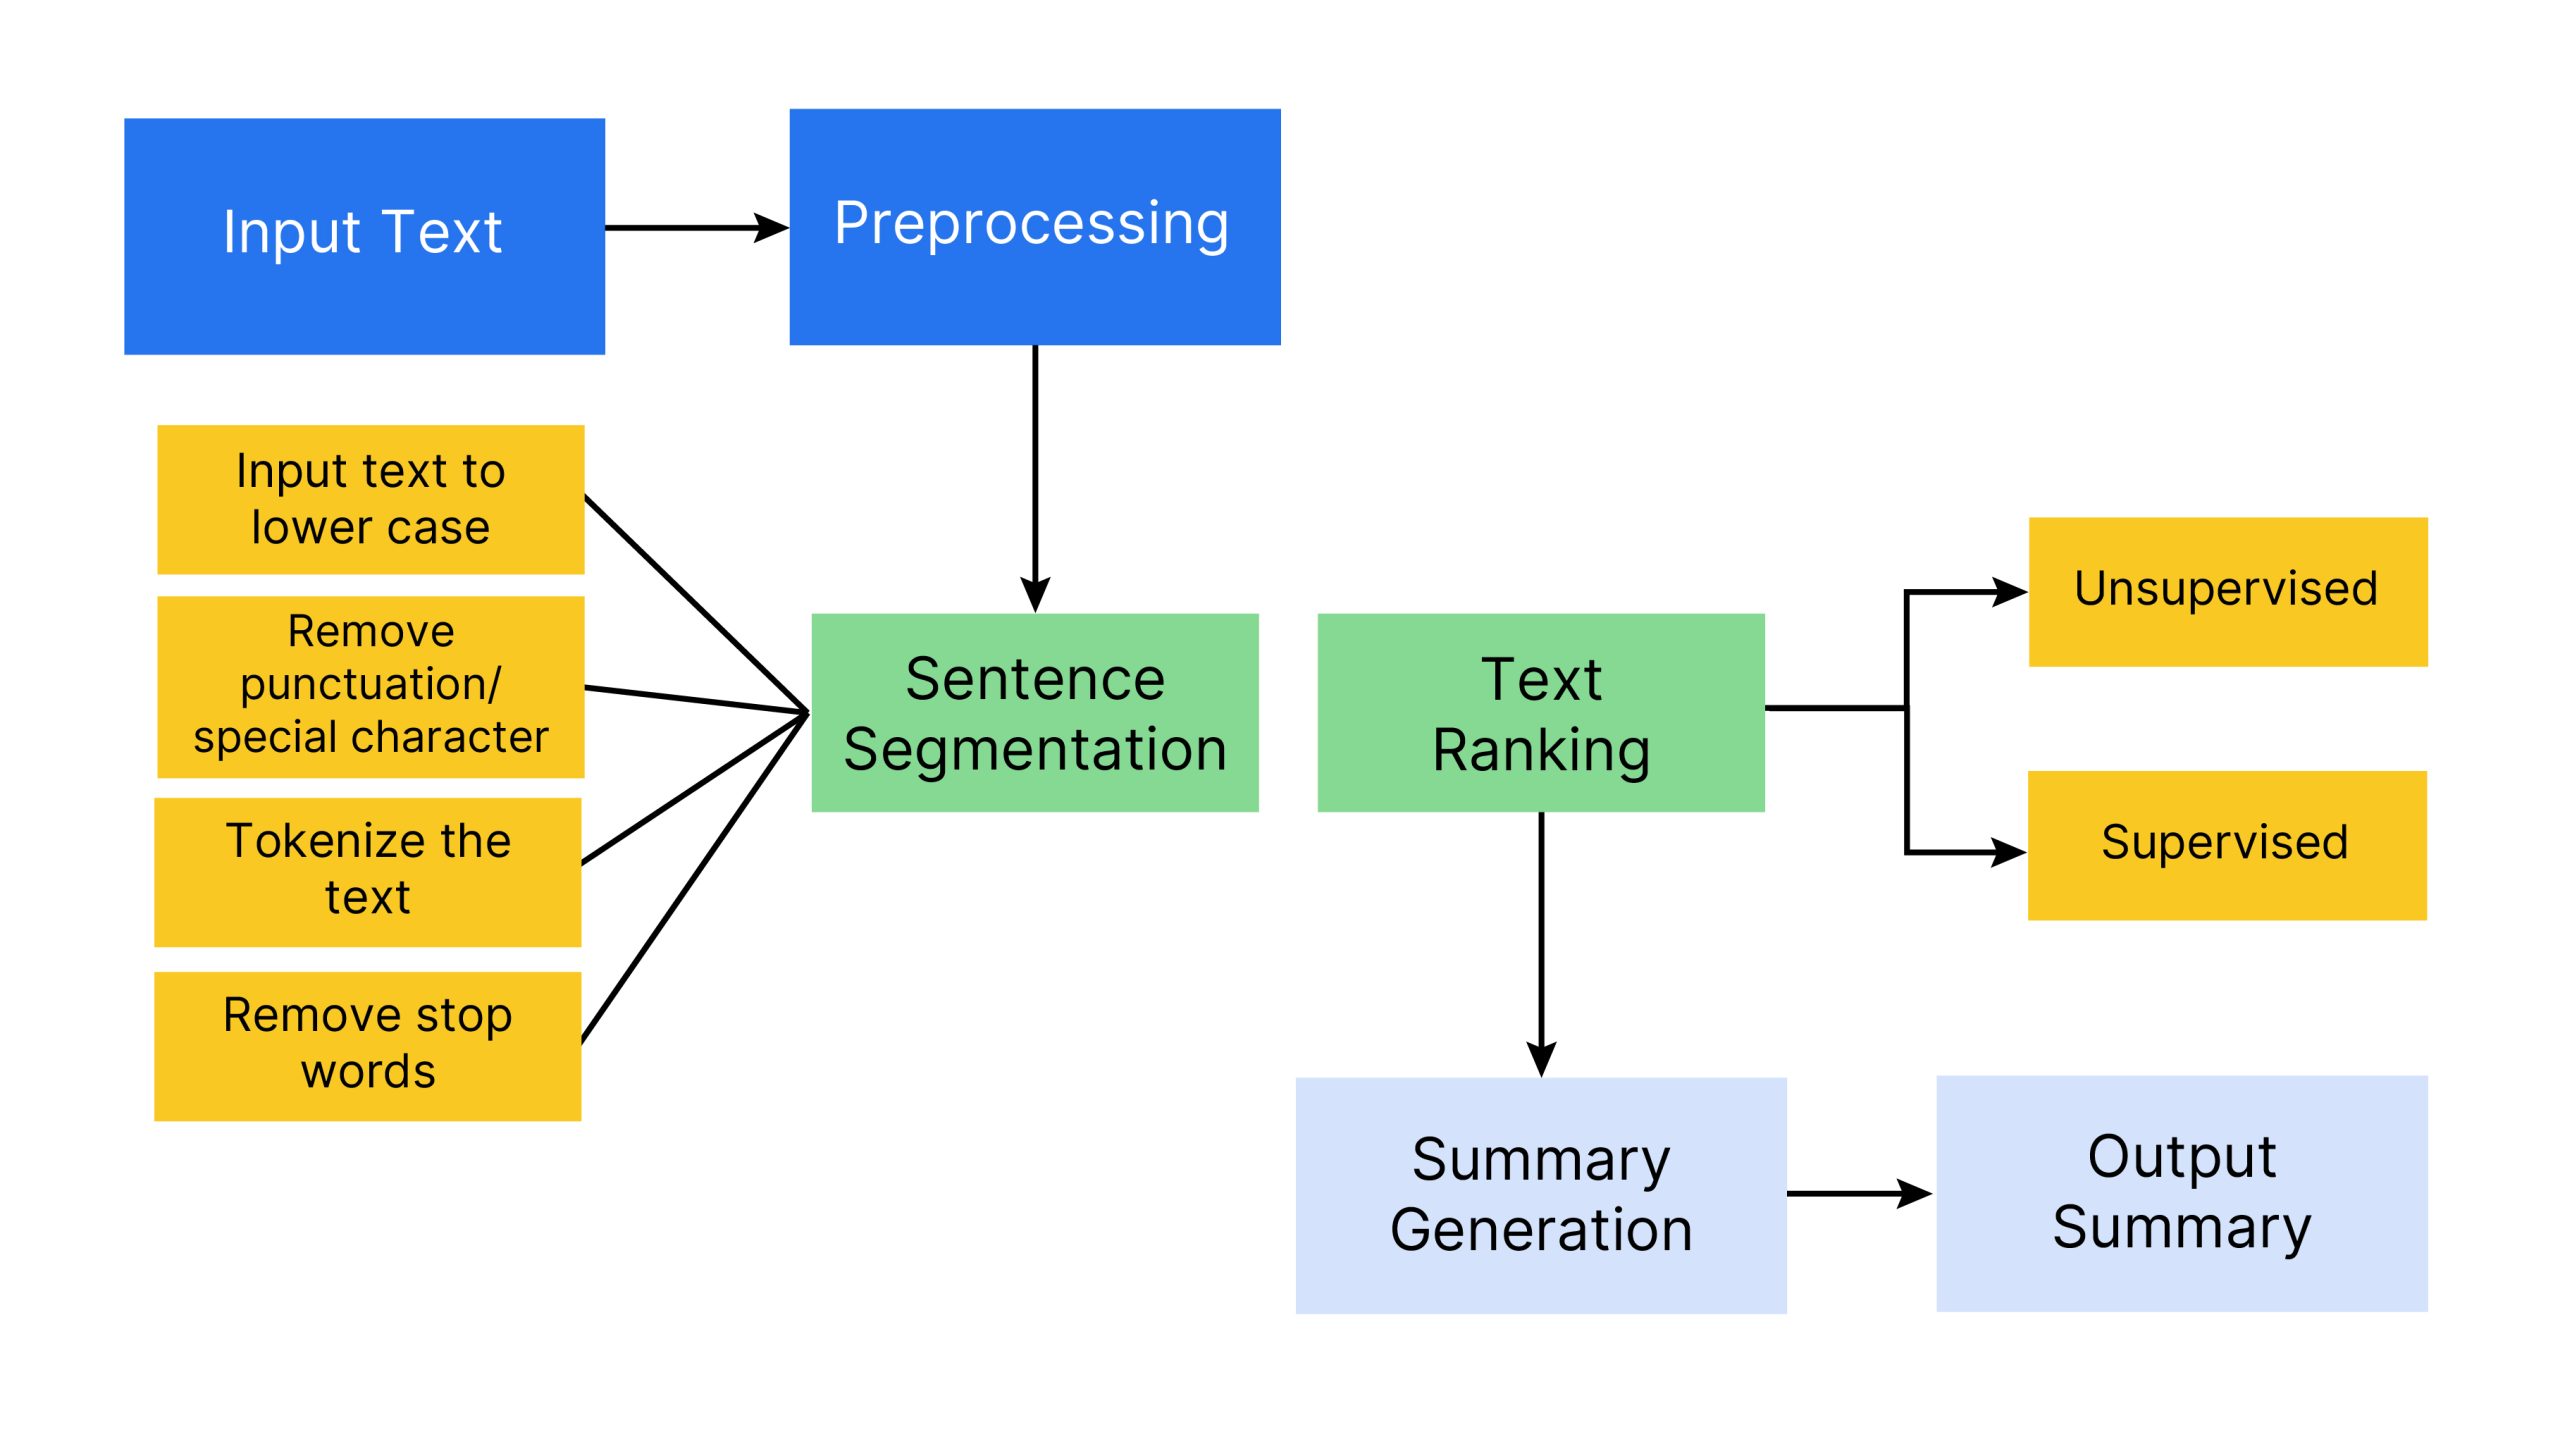 Input Text
Preprocessing
Input text to
lower case
Remove
punctuation/
special character
Tokenize the
text
Remove stop
words
Sentence
Segmentation
Text
Ranking
Unsupervised
Supervised
Summary
Generation
Output
Summary